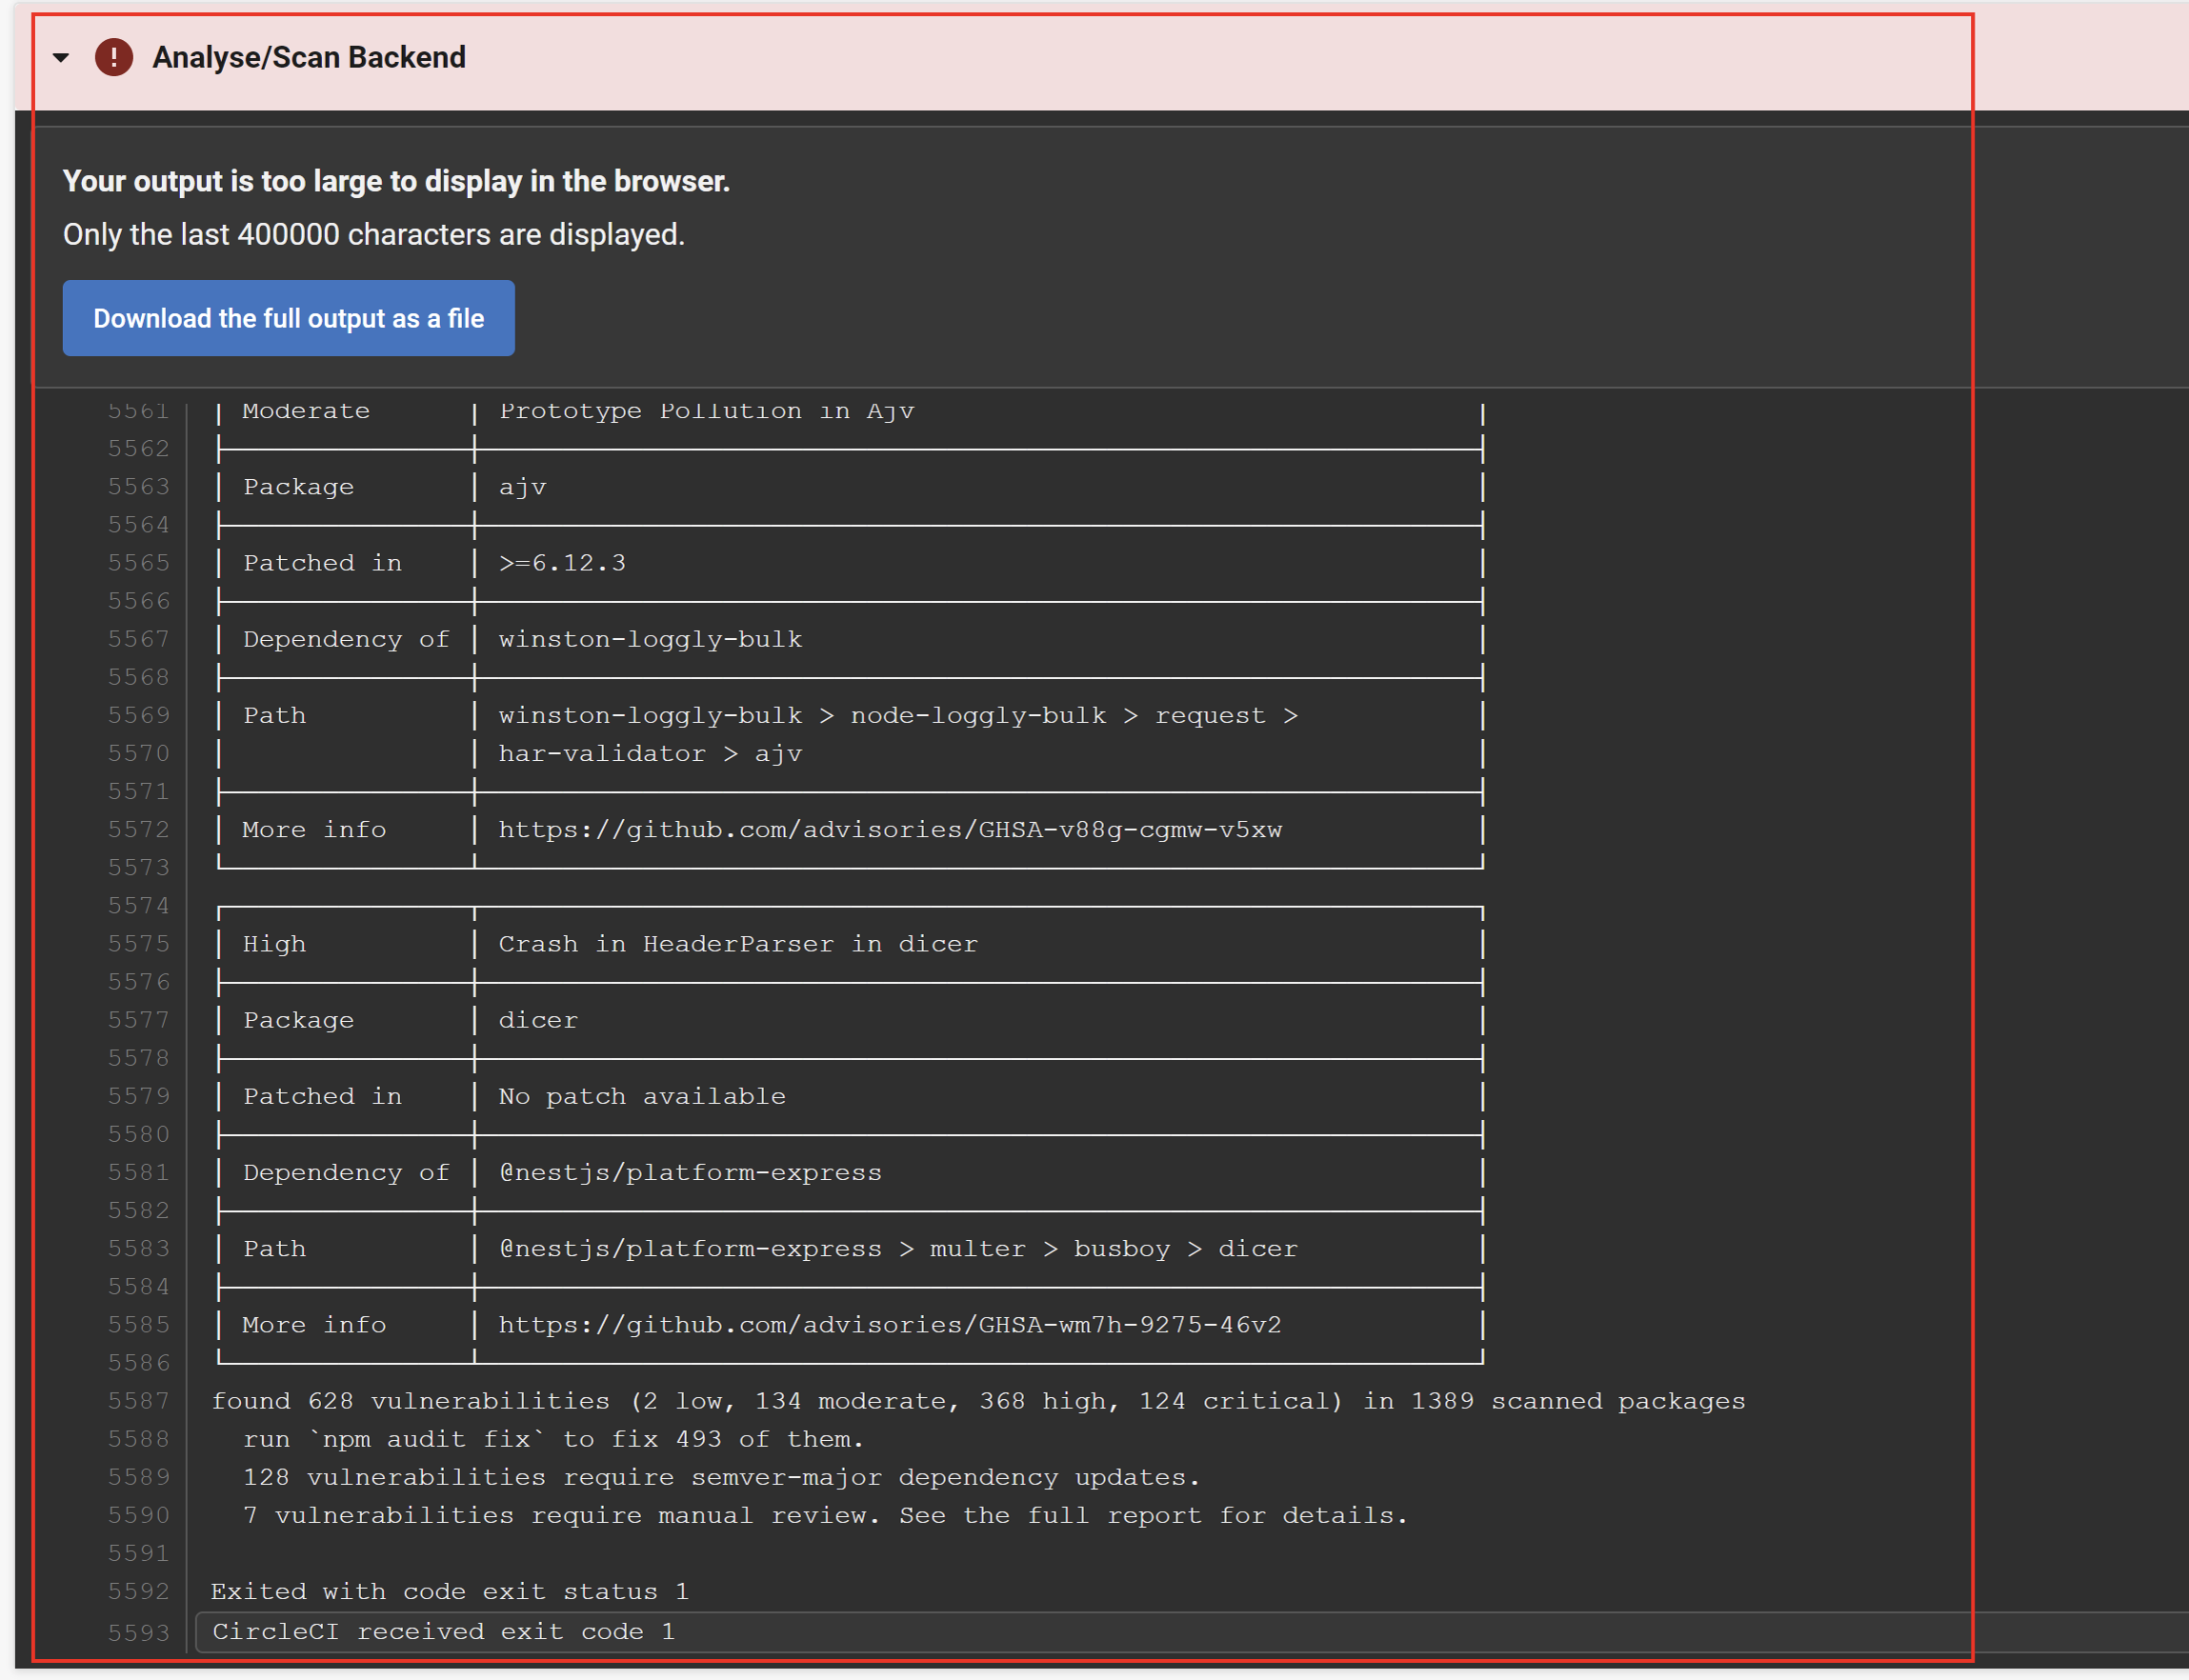 Analyse/Scan Backend
Your output is too large to display in the browser.
Only the last 400000 characters are displayed.
Download the full output as a file
5561 | Moderate | Prototype Pollution in Ajv |
5562
5563 | Package | ajv |
5564
5565 | Patched in | >=6.12.3 |
5566
5567 | Dependency of | winston-loggly-bulk |
5568
5569 | Path | winston-loggly-bulk > node-loggly-bulk > request > |
5570 | | har-validator > ajv |
5571
5572 | More info | https://github.com/advisories/GHSA-v88g-cgmw-v5xw |
5573
5574
5575 | High | Crash in HeaderParser in dicer |
5576
5577 | Package | dicer |
5578
5579 | Patched in | No patch available |
5580
5581 | Dependency of | @nestjs/platform-express |
5582
5583 | Path | @nestjs/platform-express > multer > busboy > dicer |
5584
5585 | More info | https://github.com/advisories/GHSA-wm7h-9275-46v2 |
5586
5587 found 628 vulnerabilities (2 low, 134 moderate, 368 high, 124 critical) in 1389 scanned packages
5588 run `npm audit fix` to fix 493 of them.
5589 128 vulnerabilities require semver-major dependency updates.
5590 7 vulnerabilities require manual review. See the full report for details.
5591
5592 Exited with code exit status 1
5593 CircleCI received exit code 1